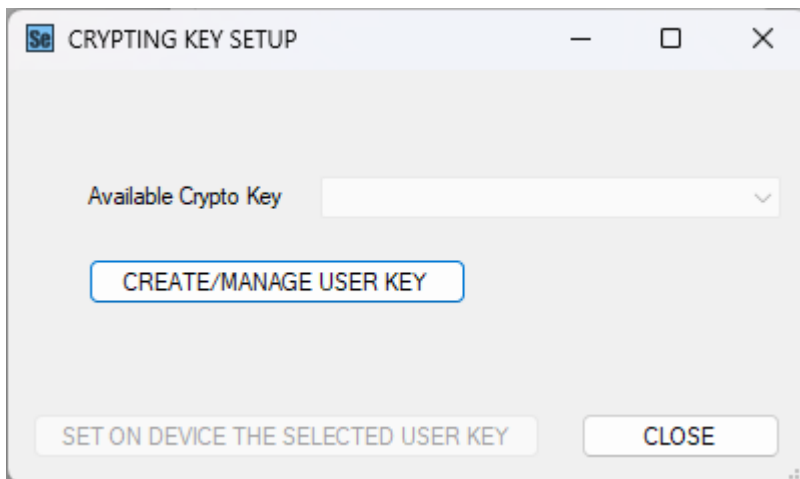 Se CRYPTING KEY SETUP
Available Crypto Key
CREATE/MANAGE USER KEY
SET ON DEVICE THE SELECTED USER KEY CLOSE